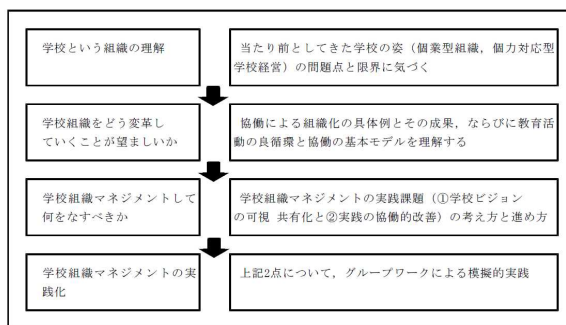 学校という組織の理解
当たり前としてきた学校の姿（個業型組織，個力対応型
学校経営）の問題点と限界に気づく
学校組織をどう変革し
ていくことが望ましいか
協働による組織化の具体例とその成果，ならびに教育活
動の良循環と協働の基本モデルを理解する
学校組織マネジメントして
何をなすべきか
学校組織マネジメントの実践課題（①学校ビジョン
の可視 共有化と②実践の協働的改善）の考え方と進め方
学校組織マネジメントの実
践化
上記2点について，グループワークによる模擬的実践